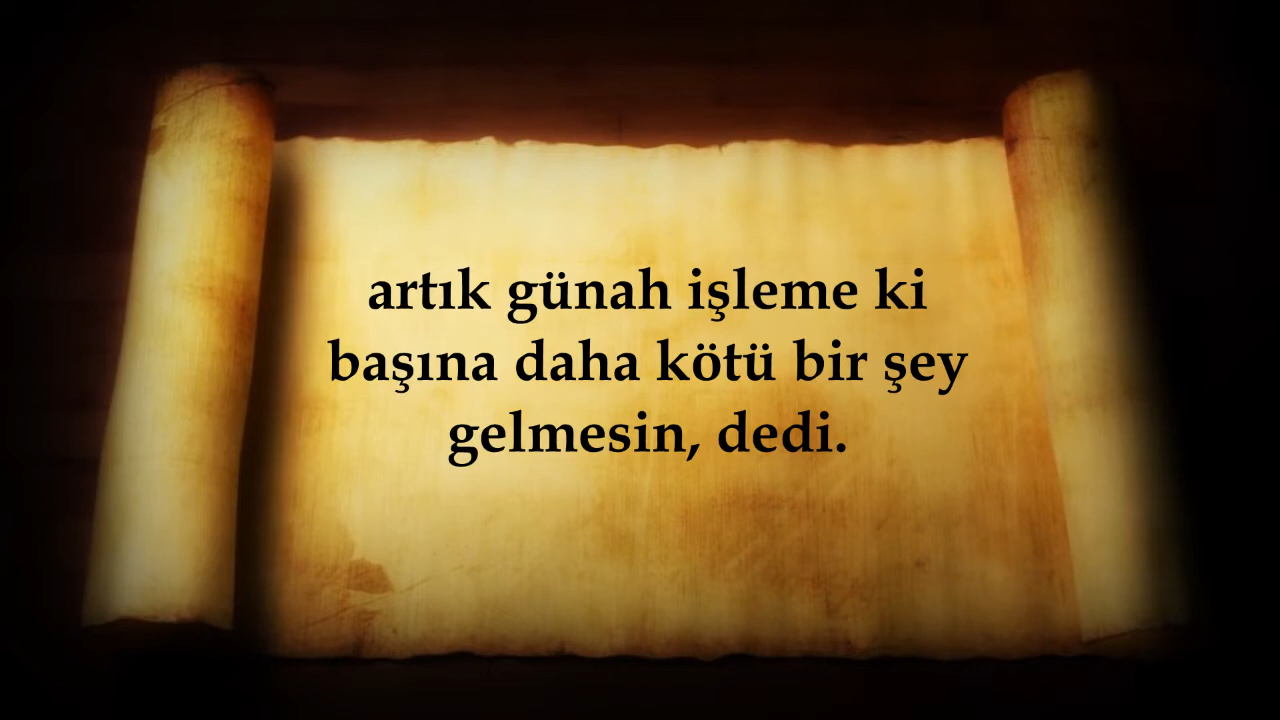 artık günah işleme ki
başına daha kötü bir şey
gelmesin, dedi.